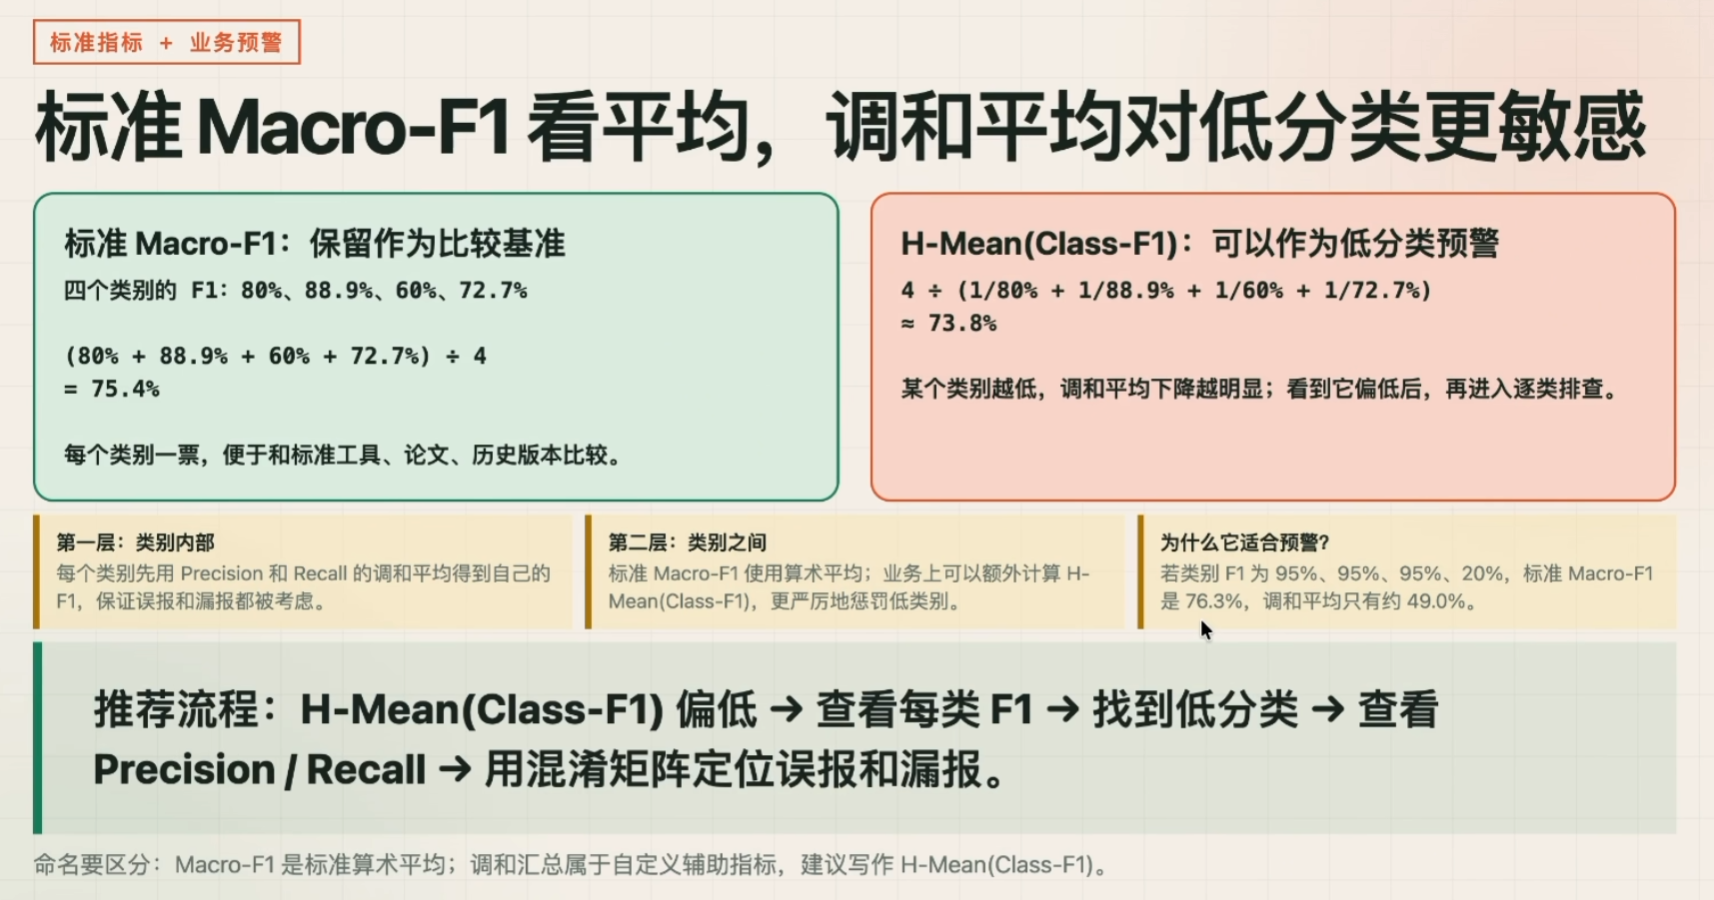 标准指标 + 业务预警
标准 Macro-F1 看平均，调和平均对低分类更敏感
标准 Macro-F1：保留作为比较基准
四个类别的 F1：80%、88.9%、60%、72.7%
(80% + 88.9% + 60% + 72.7%) ÷ 4
= 75.4%
每个类别一票，便于和标准工具、论文、历史版本比较。
H-Mean(Class-F1)：可以作为低分类预警
4 ÷ (1/80% + 1/88.9% + 1/60% + 1/72.7%)
≈ 73.8%
某个类别越低，调和平均下降越明显；看到它偏低后，再进入逐类排查。
第一层：类别内部
每个类别先用 Precision 和 Recall 的调和平均得到自己的
F1，保证误报和漏报都被考虑。
第二层：类别之间
标准 Macro-F1 使用算术平均；业务上可以额外计算 H-
Mean(Class-F1)，更严厉地惩罚低类别。
为什么它适合预警？
若类别 F1 为 95%、95%、95%、20%，标准 Macro-F1
是 76.3%，调和平均只有约 49.0%。
推荐流程：H-Mean(Class-F1) 偏低 → 查看每类 F1 → 找到低分类 → 查看
Precision / Recall → 用混淆矩阵定位误报和漏报。
命名要区分：Macro-F1 是标准算术平均；调和汇总属于自定义辅助指标，建议写作 H-Mean(Class-F1)。